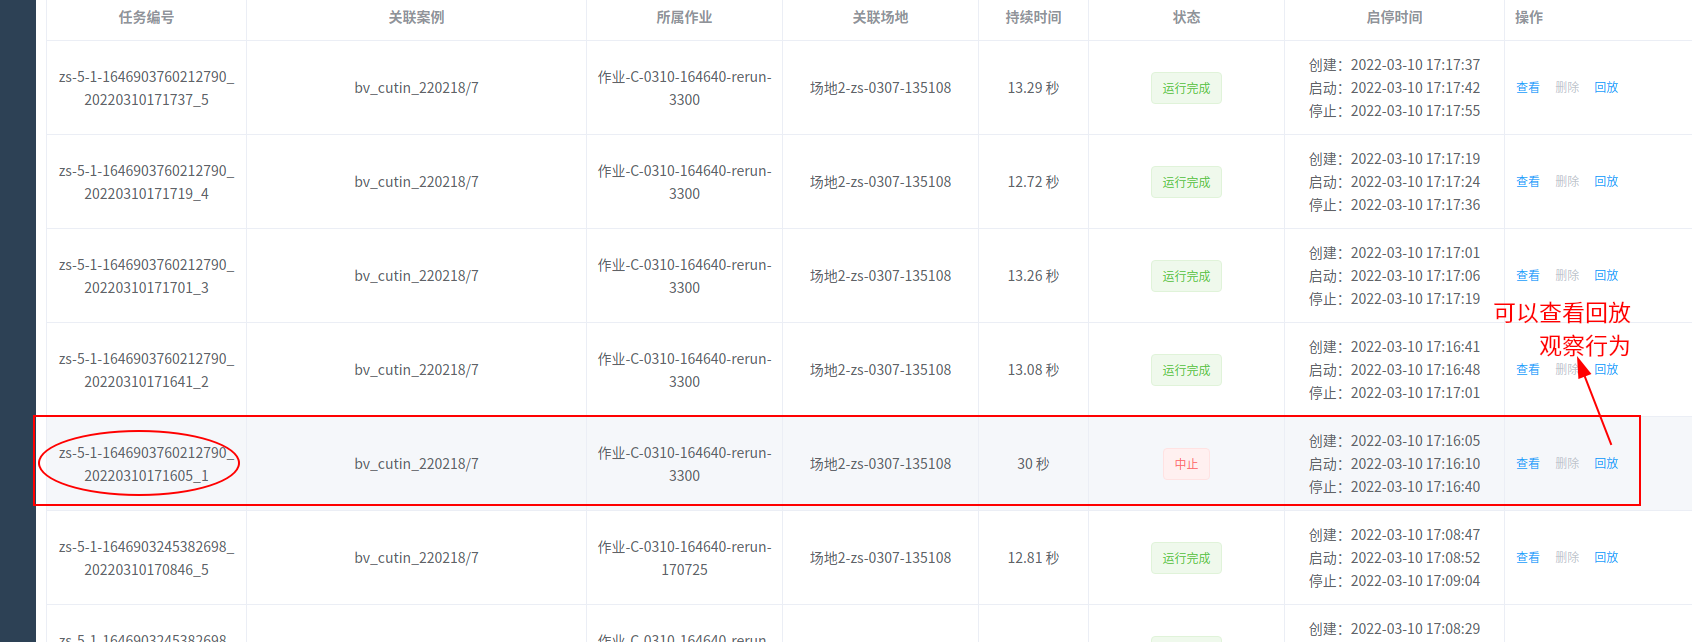 任务编号 关联案例 所属作业 关联场地 持续时间 状态 启停时间 操作
zs-5-1-1646903760212790_
20220310171737_5
bv_cutin_220218/7
作业-C-0310-164640-rerun-
3300
场地2-zs-0307-135108
13.29 秒
运行完成
创建：2022-03-10 17:17:37
启动：2022-03-10 17:17:42
停止：2022-03-10 17:17:55
查看 删除 回放
zs-5-1-1646903760212790_
20220310171719_4
bv_cutin_220218/7
作业-C-0310-164640-rerun-
3300
场地2-zs-0307-135108
12.72 秒
运行完成
创建：2022-03-10 17:17:19
启动：2022-03-10 17:17:24
停止：2022-03-10 17:17:36
查看 删除 回放
zs-5-1-1646903760212790_
20220310171701_3
bv_cutin_220218/7
作业-C-0310-164640-rerun-
3300
场地2-zs-0307-135108
13.26 秒
运行完成
创建：2022-03-10 17:17:01
启动：2022-03-10 17:17:06
停止：2022-03-10 17:17:19
查看 删除 回放
可以查看回放
观察行为
zs-5-1-1646903760212790_
20220310171641_2
bv_cutin_220218/7
作业-C-0310-164640-rerun-
3300
场地2-zs-0307-135108
13.08 秒
运行完成
创建：2022-03-10 17:16:41
启动：2022-03-10 17:16:48
停止：2022-03-10 17:17:01
查看 删除 回放
zs-5-1-1646903760212790_
20220310171605_1
bv_cutin_220218/7
作业-C-0310-164640-rerun-
3300
场地2-zs-0307-135108
30 秒
中止
创建：2022-03-10 17:16:05
启动：2022-03-10 17:16:10
停止：2022-03-10 17:16:40
查看 删除 回放
zs-5-1-1646903245382698_
20220310170846_5
bv_cutin_220218/7
作业-C-0310-164640-rerun-
170725
场地2-zs-0307-135108
12.81 秒
运行完成
创建：2022-03-10 17:08:47
启动：2022-03-10 17:08:52
停止：2022-03-10 17:09:04
查看 删除 回放
zs-5-1-1646903245382698_
作业-C-0310-164640-rerun-
创建：2022-03-10 17:08:29